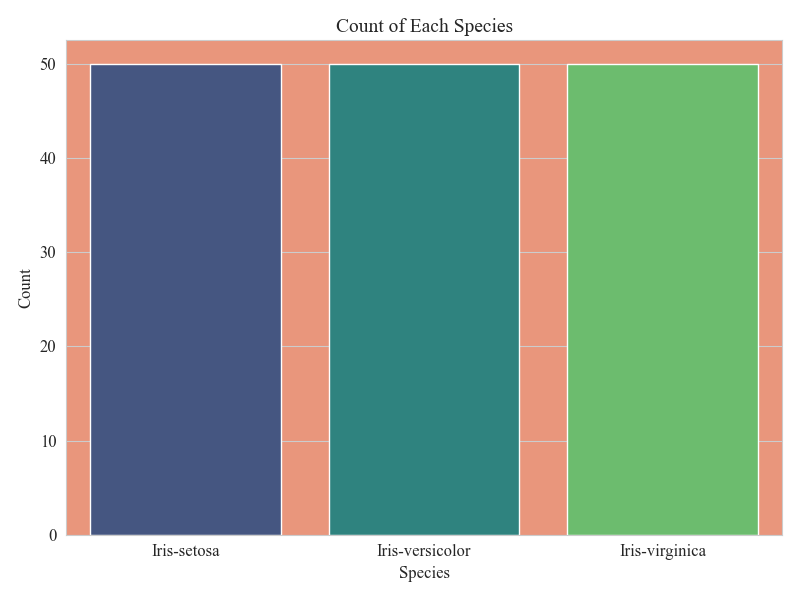 Count of Each Species
Count
50
40
30
20
10
0
Iris-setosa
Iris-versicolor
Iris-virginica
Species